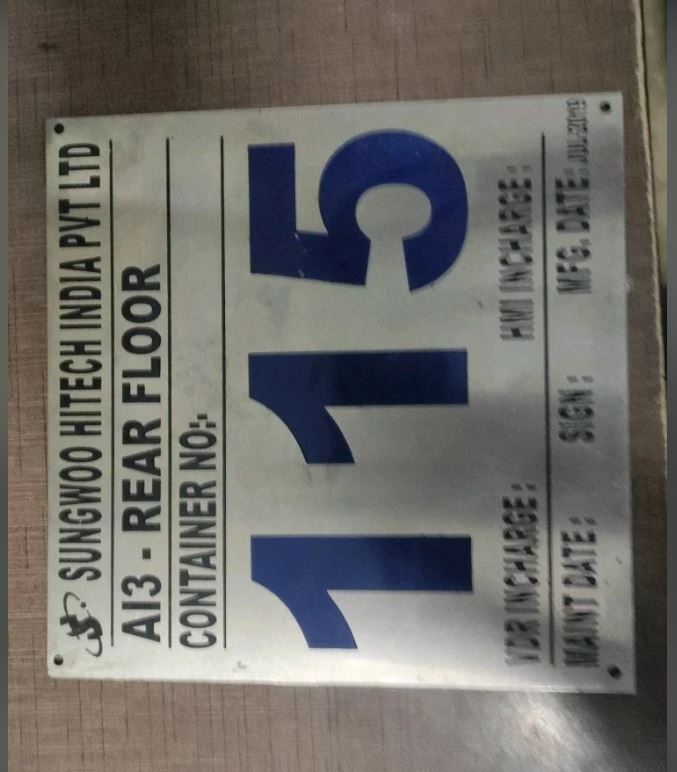 SUNGWOO HITECH INDIA PVT LTD
AI3 - REAR FLOOR
CONTAINER NO:-
115
VDR INCHARGE: HMI INCHARGE:
MAINT DATE: SIGN: MFG. DATE: